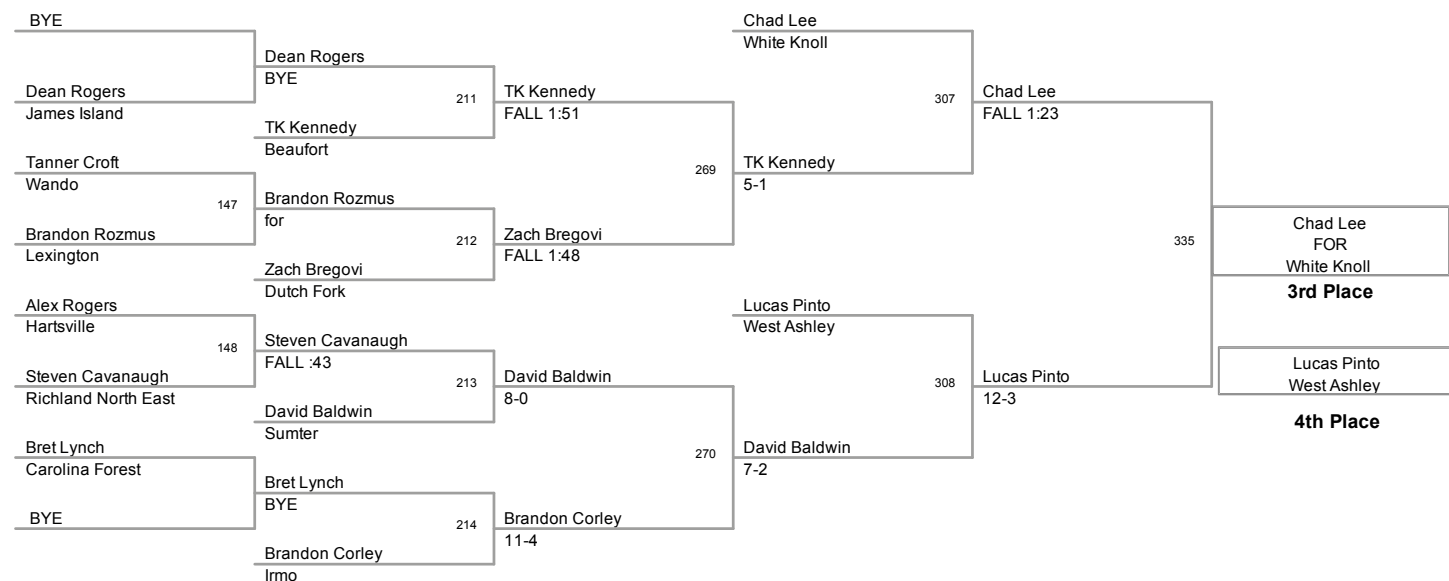 BYE
Dean Rogers
James Island
Tanner Croft
Wando
147
Brandon Rozmus
Lexington
Alex Rogers
Hartsville
148
Steven Cavanaugh
Richland North East
Bret Lynch
Carolina Forest
BYE
Dean Rogers
BYE
211
TK Kennedy
Beaufort
Brandon Rozmus
for
212
Zach Bregovi
Dutch Fork
Steven Cavanaugh
FALL :43
213
David Baldwin
Sumter
Bret Lynch
BYE
214
Brandon Corley
Irmo
TK Kennedy
FALL 1:51
269
Zach Bregovi
FALL 1:48
David Baldwin
8-0
270
Brandon Corley
11-4
Chad Lee
White Knoll
307
TK Kennedy
5-1
Lucas Pinto
West Ashley
308
David Baldwin
7-2
Chad Lee
FALL 1:23
335
Lucas Pinto
12-3
Chad Lee
FOR
White Knoll
3rd Place
Lucas Pinto
West Ashley
4th Place